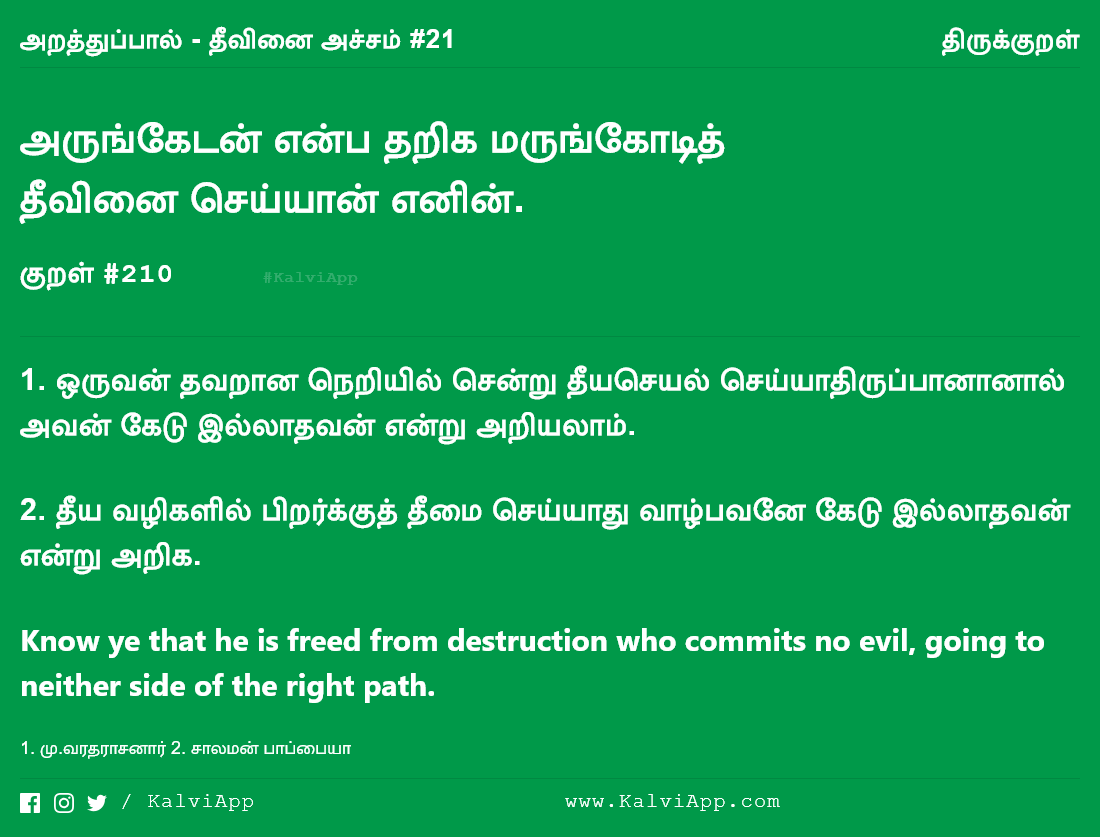 அறத்துப்பால் - தீவினை அச்சம் #21
திருக்குறள்
அருங்கேடன் என்ப தறிக மருங்கோடித்
தீவினை செய்யான் எனின்.
குறள் #210
#KalviApp
1. ஒருவன் தவறான நெறியில் சென்று தீயசெயல் செய்யாதிருப்பானானால்
அவன் கேடு இல்லாதவன் என்று அறியலாம்.
2. தீய வழிகளில் பிறர்க்குத் தீமை செய்யாது வாழ்பவனே கேடு இல்லாதவன்
என்று அறிக.
Know ye that he is freed from destruction who commits no evil, going to
neither side of the right path.
1. மு.வரதராசனார் 2. சாலமன் பாப்பையா
/ KalviApp
www.KalviApp.com